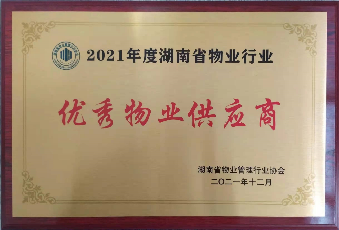 2021年度湖南省物业行业
优秀物业供应商
湖南省物业管理行业协会
二〇二一年十二月